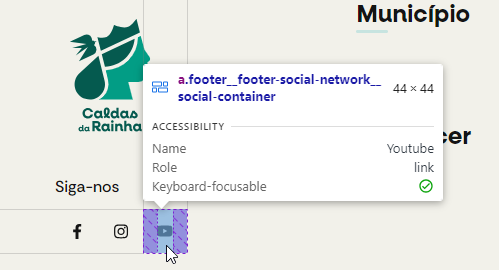 Município
Caldas
da Rainha
a.footer__footer-social-network__
social-container
44 × 44
ACCESSIBILITY
Name Youtube
Role link
Keyboard-focusable
cer
Siga-nos